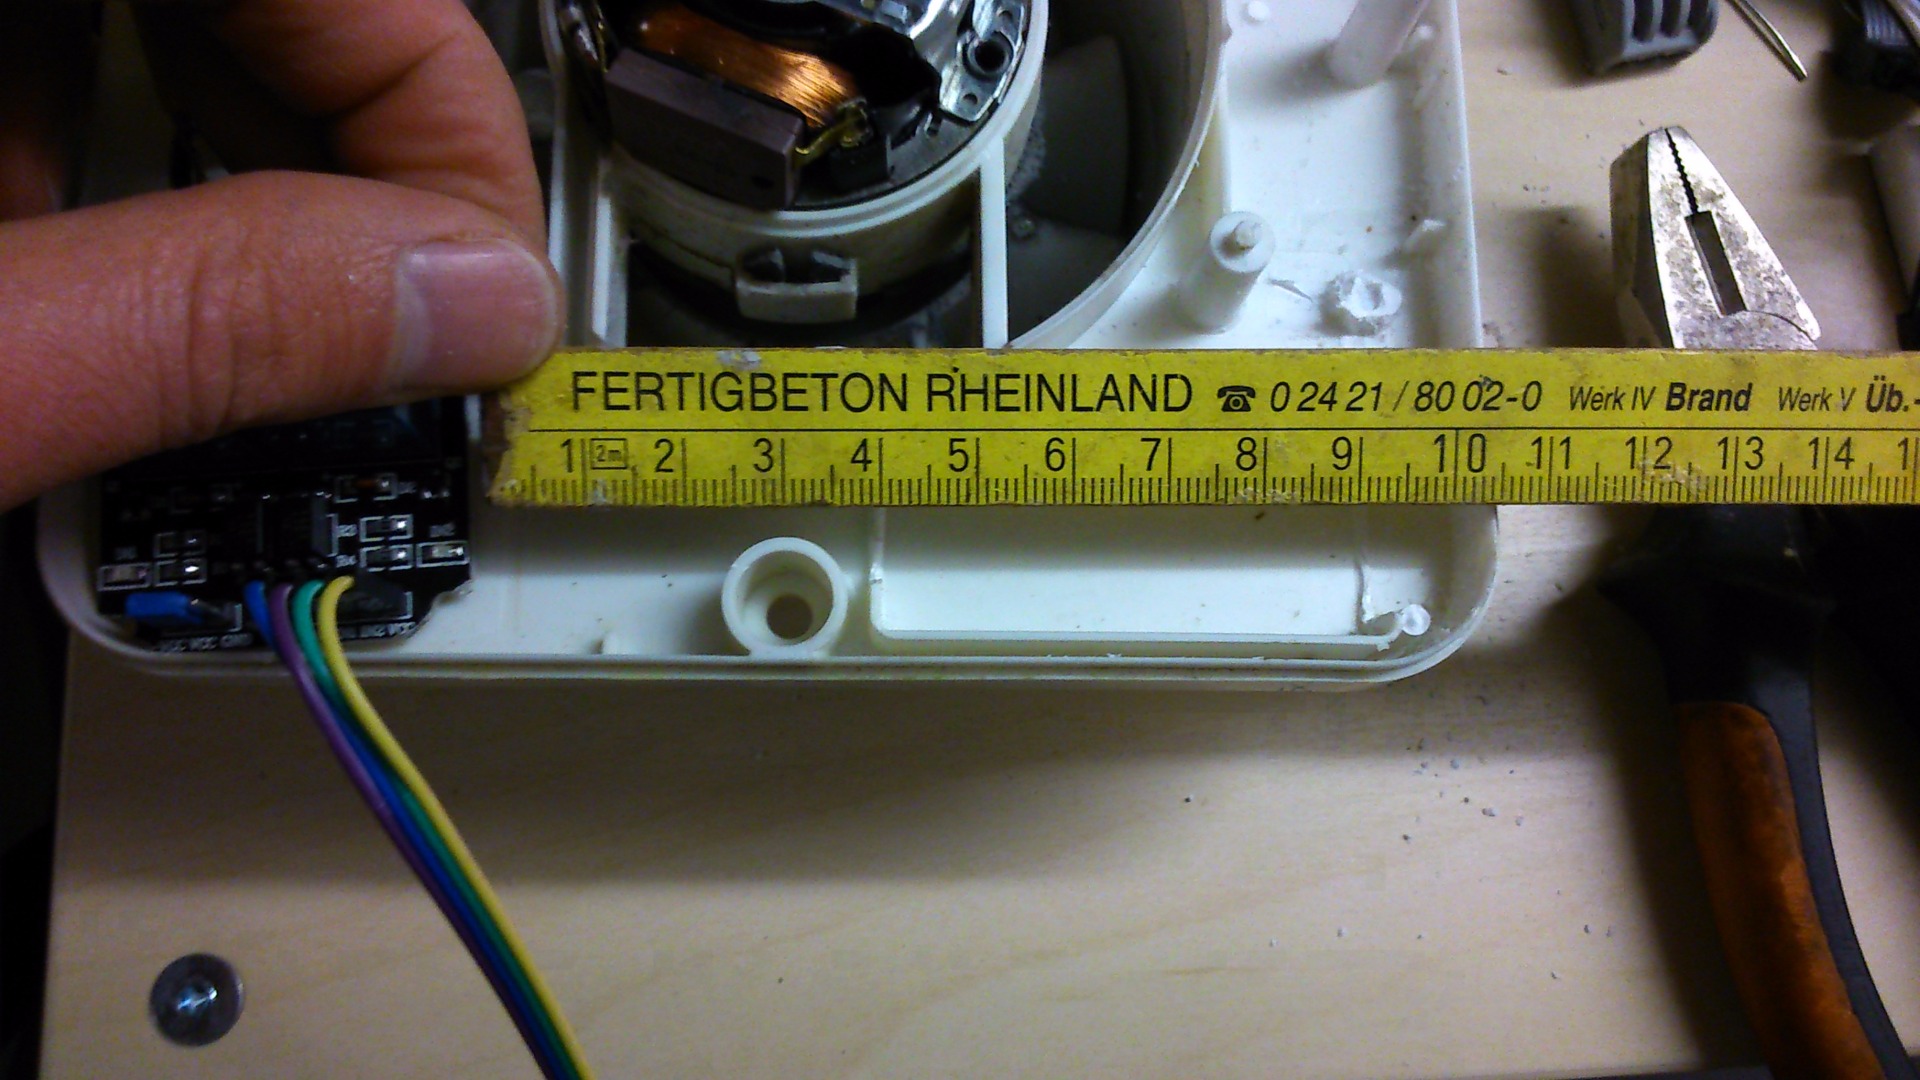 FERTIGBETON RHEINLAND ☎ 0 24 21 / 80 02-0 Werk IV Brand Werk V Üb.-
1 2m 2 3 4 5 6 7 8 9 10 11 12 13 14